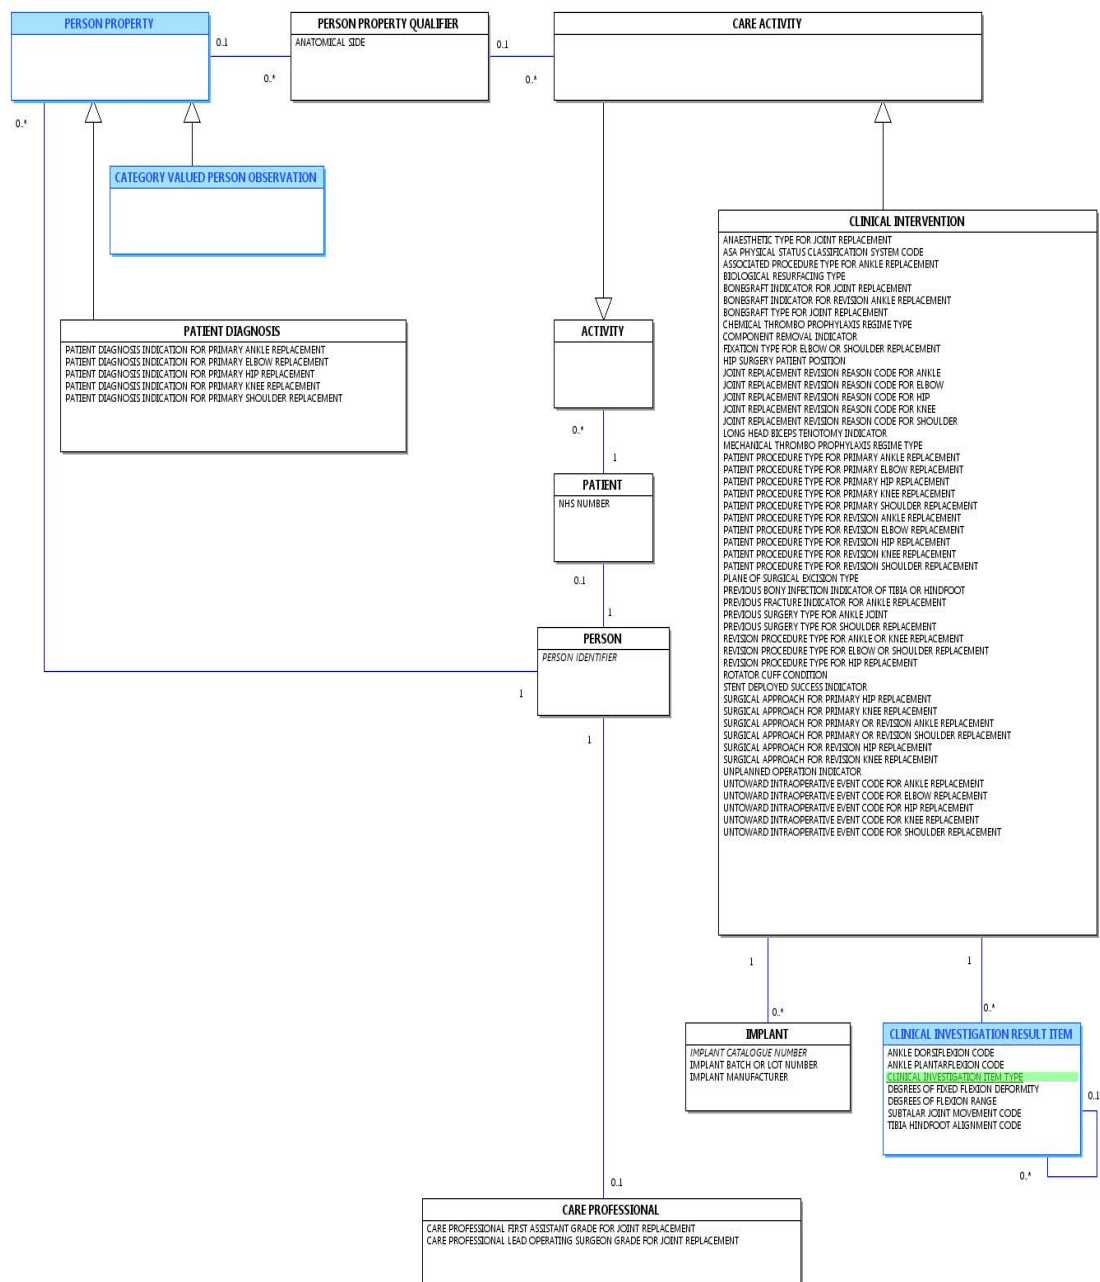 PERSON PROPERTY
PERSON PROPERTY QUALIFIER
ANATOMICAL SIDE
CARE ACTIVITY
0..1
0..*
0..1
0..*
0..*
CATEGORY VALUED PERSON OBSERVATION
CLINICAL INTERVENTION
ANAESTHETIC TYPE FOR JOINT REPLACEMENT
ASA PHYSICAL STATUS CLASSIFICATION SYSTEM CODE
ASSOCIATED PROCEDURE TYPE FOR ANKLE REPLACEMENT
BIOLOGICAL RESURFACING TYPE
BONEGRAFT INDICATOR FOR JOINT REPLACEMENT
BONEGRAFT INDICATOR FOR REVISION ANKLE REPLACEMENT
BONEGRAFT TYPE FOR JOINT REPLACEMENT
CHEMICAL THROMBO PROPHYLAXIS REGIME TYPE
COMPONENT REMOVAL INDICATOR
FIXATION TYPE FOR ELBOW OR SHOULDER REPLACEMENT
HIP SURGERY PATIENT POSITION
JOINT REPLACEMENT REVISION REASON CODE FOR ANKLE
JOINT REPLACEMENT REVISION REASON CODE FOR ELBOW
JOINT REPLACEMENT REVISION REASON CODE FOR HIP
JOINT REPLACEMENT REVISION REASON CODE FOR KNEE
JOINT REPLACEMENT REVISION REASON CODE FOR SHOULDER
LONG HEAD BICEPS TENOTOMY INDICATOR
MECHANICAL THROMBO PROPHYLAXIS REGIME TYPE
PATIENT PROCEDURE TYPE FOR PRIMARY ANKLE REPLACEMENT
PATIENT PROCEDURE TYPE FOR PRIMARY ELBOW REPLACEMENT
PATIENT PROCEDURE TYPE FOR PRIMARY HIP REPLACEMENT
PATIENT PROCEDURE TYPE FOR PRIMARY KNEE REPLACEMENT
PATIENT PROCEDURE TYPE FOR PRIMARY SHOULDER REPLACEMENT
PATIENT PROCEDURE TYPE FOR REVISION ANKLE REPLACEMENT
PATIENT PROCEDURE TYPE FOR REVISION ELBOW REPLACEMENT
PATIENT PROCEDURE TYPE FOR REVISION HIP REPLACEMENT
PATIENT PROCEDURE TYPE FOR REVISION KNEE REPLACEMENT
PATIENT PROCEDURE TYPE FOR REVISION SHOULDER REPLACEMENT
PLANE OF SURGICAL EXCISION TYPE
PREVIOUS BONY INFECTION INDICATOR OF TIBIA OR HINDFOOT
PREVIOUS FRACTURE INDICATOR FOR ANKLE REPLACEMENT
PREVIOUS SURGERY TYPE FOR ANKLE JOINT
PREVIOUS SURGERY TYPE FOR SHOULDER REPLACEMENT
REVISION PROCEDURE TYPE FOR ANKLE OR KNEE REPLACEMENT
REVISION PROCEDURE TYPE FOR ELBOW OR SHOULDER REPLACEMENT
REVISION PROCEDURE TYPE FOR HIP REPLACEMENT
ROTATOR CUFF CONDITION
STENT DEPLOYED SUCCESS INDICATOR
SURGICAL APPROACH FOR PRIMARY HIP REPLACEMENT
SURGICAL APPROACH FOR PRIMARY KNEE REPLACEMENT
SURGICAL APPROACH FOR PRIMARY OR REVISION ANKLE REPLACEMENT
SURGICAL APPROACH FOR PRIMARY OR REVISION SHOULDER REPLACEMENT
SURGICAL APPROACH FOR REVISION HIP REPLACEMENT
SURGICAL APPROACH FOR REVISION KNEE REPLACEMENT
UNPLANNED OPERATION INDICATOR
UNTOWARD INTRAOPERATIVE EVENT CODE FOR ANKLE REPLACEMENT
UNTOWARD INTRAOPERATIVE EVENT CODE FOR ELBOW REPLACEMENT
UNTOWARD INTRAOPERATIVE EVENT CODE FOR HIP REPLACEMENT
UNTOWARD INTRAOPERATIVE EVENT CODE FOR KNEE REPLACEMENT
UNTOWARD INTRAOPERATIVE EVENT CODE FOR SHOULDER REPLACEMENT
PATIENT DIAGNOSIS
PATIENT DIAGNOSIS INDICATION FOR PRIMARY ANKLE REPLACEMENT
PATIENT DIAGNOSIS INDICATION FOR PRIMARY ELBOW REPLACEMENT
PATIENT DIAGNOSIS INDICATION FOR PRIMARY HIP REPLACEMENT
PATIENT DIAGNOSIS INDICATION FOR PRIMARY KNEE REPLACEMENT
PATIENT DIAGNOSIS INDICATION FOR PRIMARY SHOULDER REPLACEMENT
ACTIVITY
0..*
1
PATIENT
NHS NUMBER
0..1
1
PERSON
PERSON IDENTIFIER
1
1
1
1
0..*
0..*
IMPLANT
IMPLANT CATALOGUE NUMBER
IMPLANT BATCH OR LOT NUMBER
IMPLANT MANUFACTURER
CLINICAL INVESTIGATION RESULT ITEM
ANKLE DORSIFLEXION CODE
ANKLE PLANTARFLEXION CODE
CLINICAL INVESTIGATION ITEM TYPE
DEGREES OF FIXED FLEXION DEFORMITY
DEGREES OF FLEXION RANGE
SUBTALAR JOINT MOVEMENT CODE
TIBIA HINDFOOT ALIGNMENT CODE
0..1
0..*
0..1
CARE PROFESSIONAL
CARE PROFESSIONAL FIRST ASSISTANT GRADE FOR JOINT REPLACEMENT
CARE PROFESSIONAL LEAD OPERATING SURGEON GRADE FOR JOINT REPLACEMENT